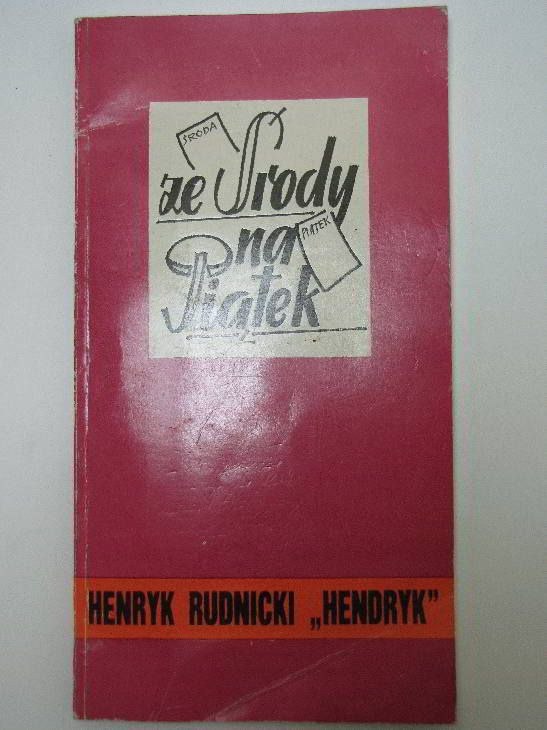 ŚRODA
ze Środy
na
PIĄTEK
Piątek
HENRYK RUDNICKI „HENDRYK”